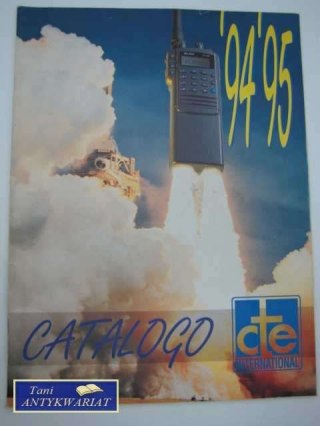 '94'95
CATALOGO
cte
INTERNATIONAL
Tani
ANTYKWARIAT